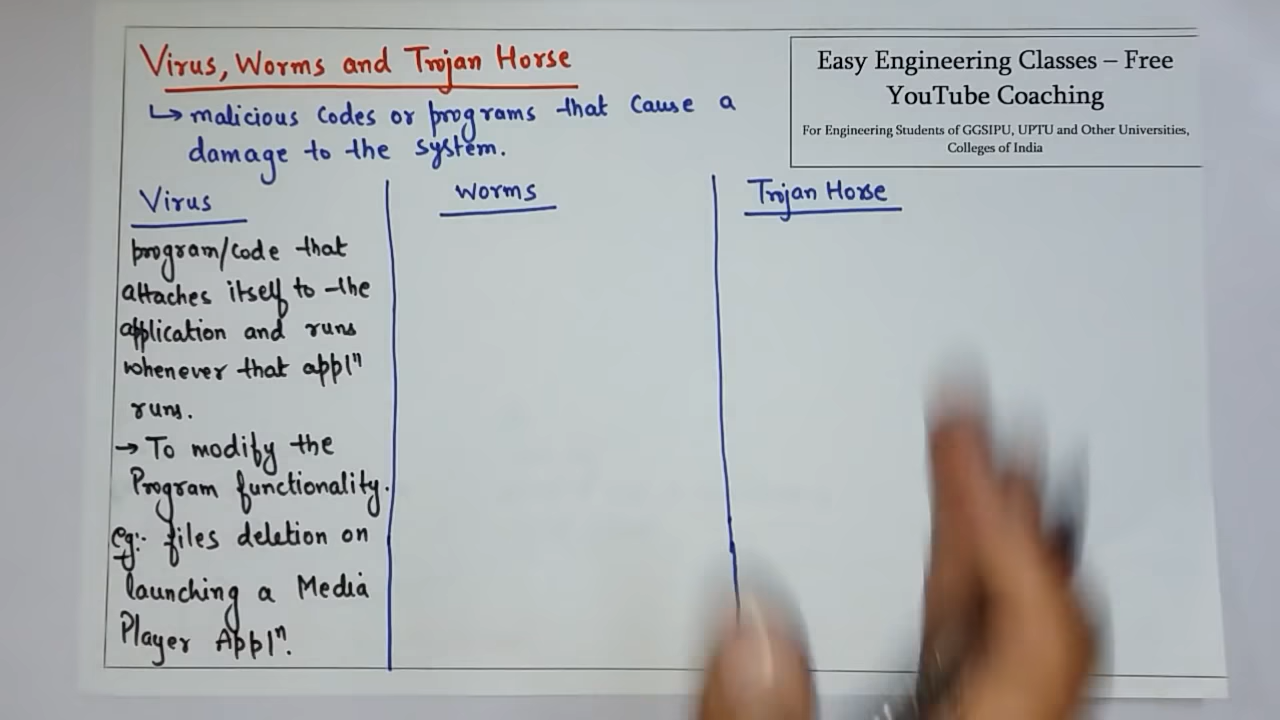 Virus, Worms and Trojan Horse
↳ malicious codes or programs that cause a
damage to the system.
Easy Engineering Classes – Free
YouTube Coaching
For Engineering Students of GGSIPU, UPTU and Other Universities,
Colleges of India
Virus
program/code that
attaches itself to the
application and runs
whenever that applⁿ
runs.
→ To modify the
Program functionality.
eg:- files deletion on
launching a Media
Player Applⁿ.
Worms
Trojan Horse